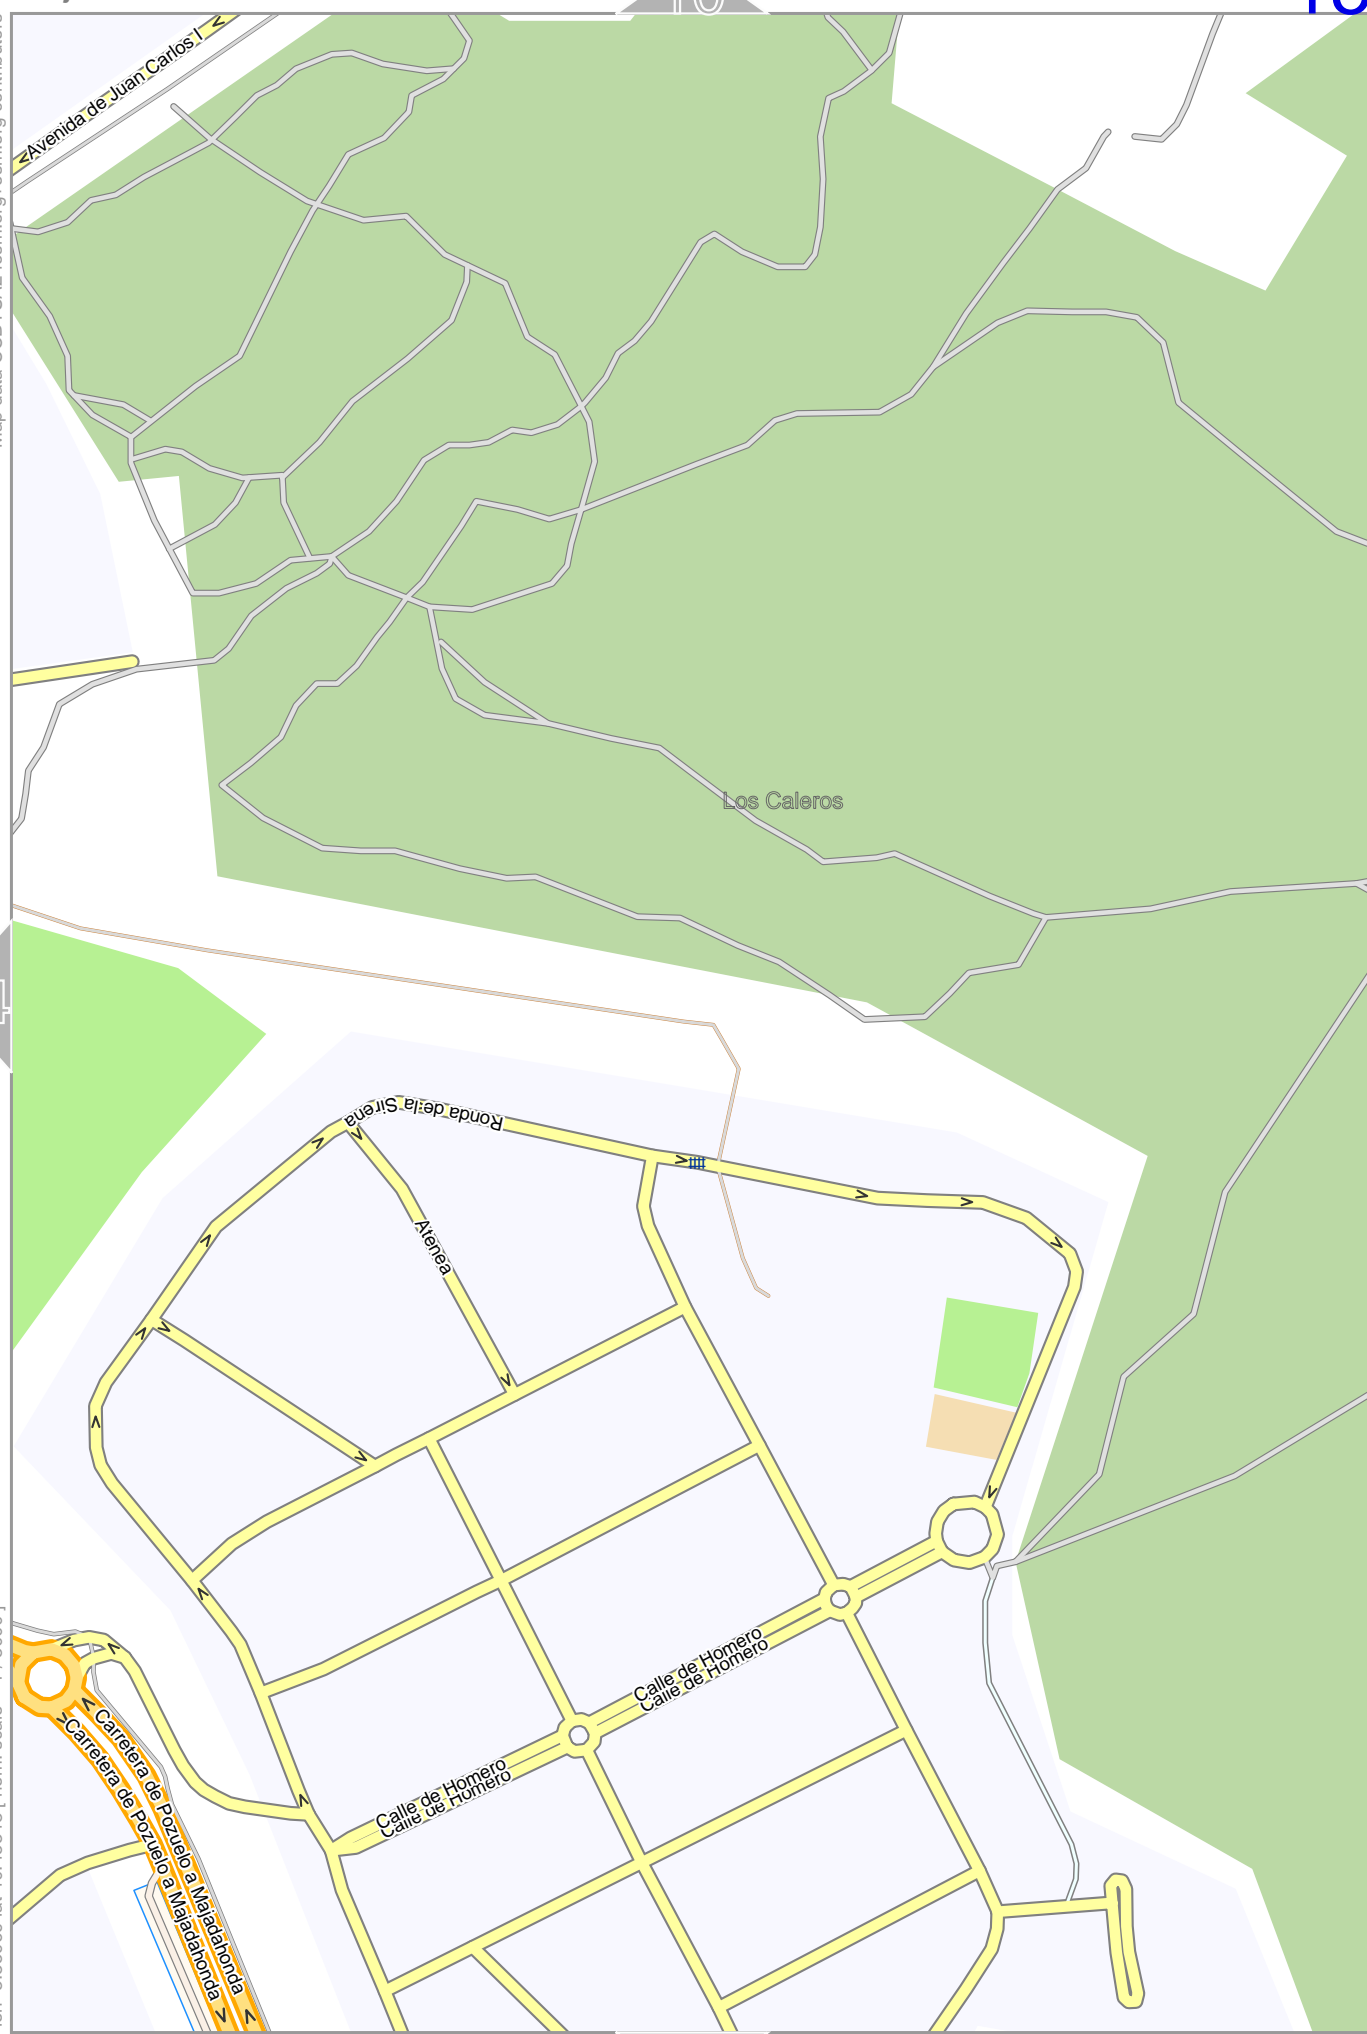 10
Avenida de Juan Carlos I
Los Caleros
Ronda de la Sirena
Atenea
Calle de Homero
Calle de Homero
Calle de Homero
Calle de Homero
Carretera de Pozuelo a Majadahonda
Carretera de Pozuelo a Majadahonda